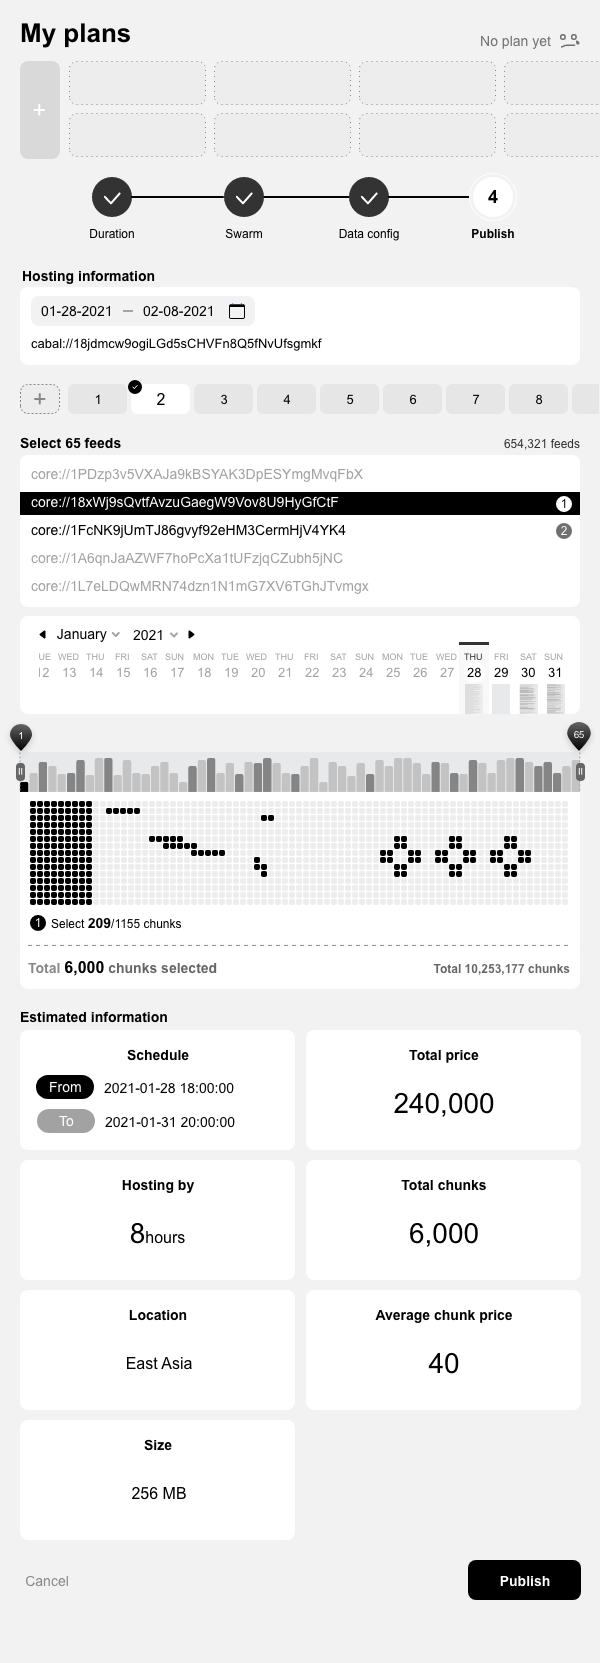 My plans
No plan yet
+
4
Duration Swarm Data config Publish
Hosting information
01-28-2021 — 02-08-2021
cabal://18jdmcw9ogiLGd5sCHVFn8Q5fNvUfsgmkf
+ 1 2 3 4 5 6 7 8
Select 65 feeds 654,321 feeds
core://1PDzp3v5VXAJa9kBSYAK3DpESYmgMvqFbX
core://18xWj9sQvtfAvzuGaegW9Vov8U9HyGfCtF 1
core://1FcNK9jUmTJ86gvyf92eHM3CermHjV4YK4 2
core://1A6qnJaAZWF7hoPcXa1tUFzjqCZubh5jNC
core://1L7eLDQwMRN74dzn1N1mG7XV6TGhJTvmgx
January 2021
UE WED THU FRI SAT SUN MON TUE WED THU FRI SAT SUN MON TUE WED THU FRI SAT SUN
12 13 14 15 16 17 18 19 20 21 22 23 24 25 26 27 28 29 30 31
1 65
1 Select 209/1155 chunks
Total 6,000 chunks selected Total 10,253,177 chunks
Estimated information
Schedule
From 2021-01-28 18:00:00
To 2021-01-31 20:00:00
Total price
240,000
Hosting by
8hours
Total chunks
6,000
Location
East Asia
Average chunk price
40
Size
256 MB
Cancel Publish